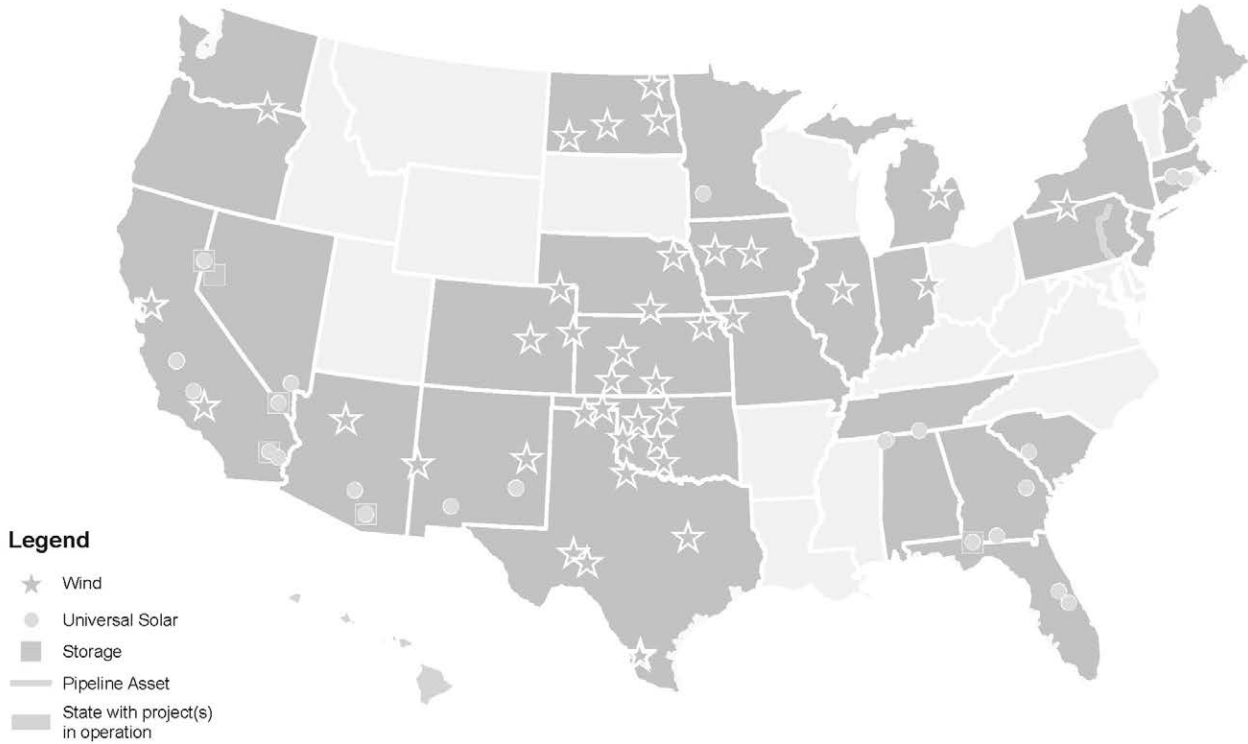 Legend
Wind
Universal Solar
Storage
Pipeline Asset
State with project(s)
in operation